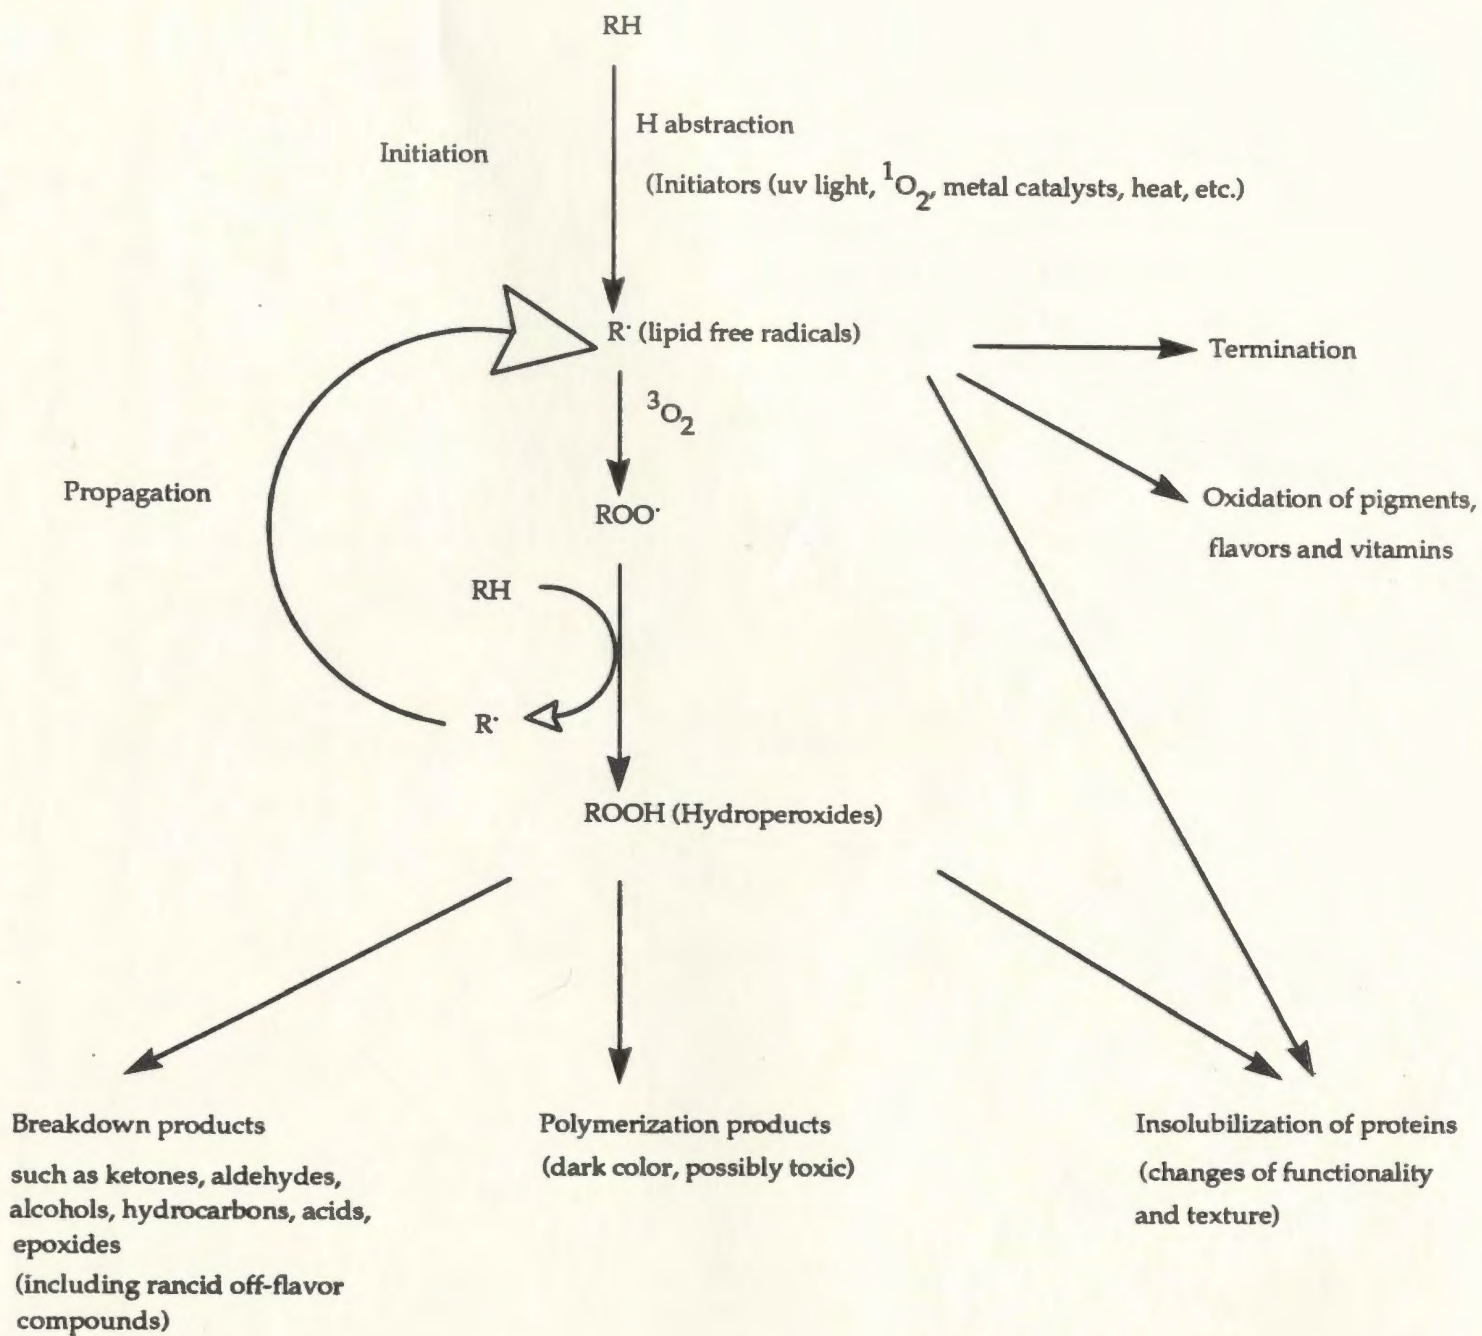 RH
H abstraction
Initiation
(Initiators (uv light, ¹O₂, metal catalysts, heat, etc.)
R· (lipid free radicals)
Termination
³O₂
Propagation
ROO·
Oxidation of pigments,
flavors and vitamins
RH
R·
ROOH (Hydroperoxides)
Breakdown products
such as ketones, aldehydes,
alcohols, hydrocarbons, acids,
epoxides
(including rancid off-flavor
compounds)
Polymerization products
(dark color, possibly toxic)
Insolubilization of proteins
(changes of functionality
and texture)